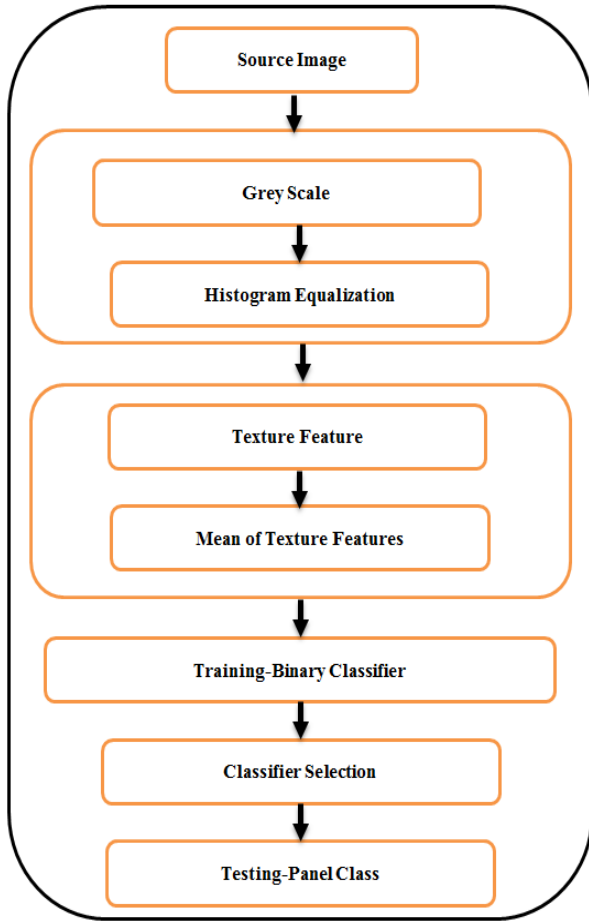 Source Image
Grey Scale
Histogram Equalization
Texture Feature
Mean of Texture Features
Training-Binary Classifier
Classifier Selection
Testing-Panel Class